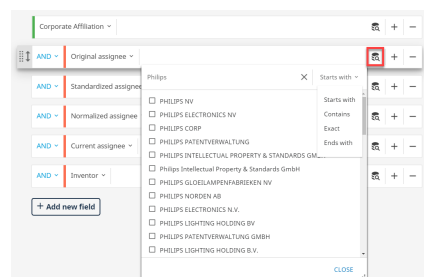 Corporate Affiliation
AND Original assignee
Philips Starts with
AND Standardized assignee
Starts with
Contains
Exact
Ends with
PHILIPS NV
PHILIPS ELECTRONICS NV
PHILIPS CORP
PHILIPS PATENTVERWALTUNG
PHILIPS INTELLECTUAL PROPERTY & STANDARDS GM
Philips Intellectual Property & Standards GmbH
PHILIPS GLOEILAMPENFABRIEKEN NV
PHILIPS NORDEN AB
PHILIPS ELECTRONICS N.V.
PHILIPS LIGHTING HOLDING BV
PHILIPS PATENTVERWALTUNG GMBH
PHILIPS LIGHTING HOLDING B.V.
AND Normalized assignee
AND Current assignee
AND Inventor
+ Add new field
CLOSE